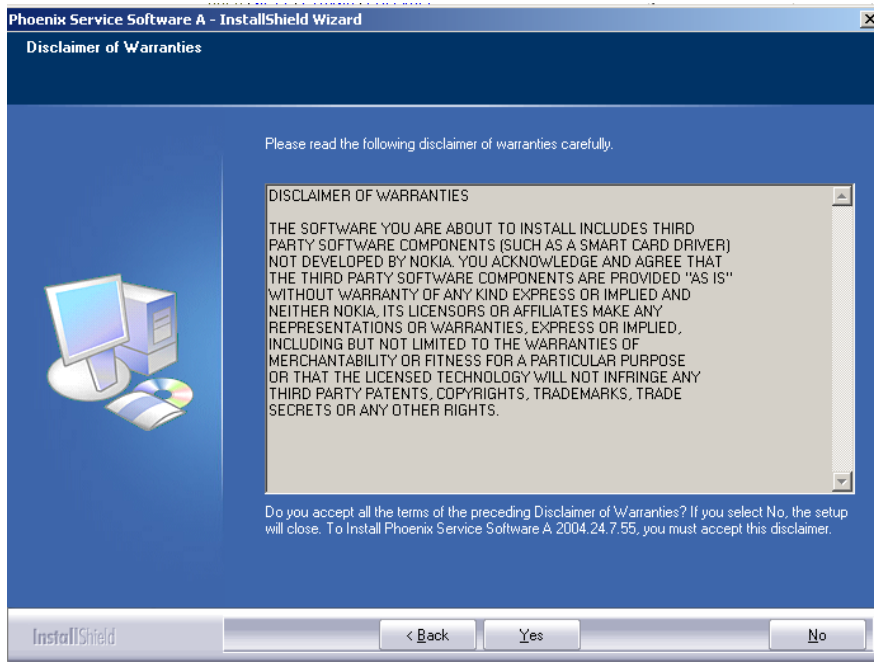 Phoenix Service Software A - InstallShield Wizard
Disclaimer of Warranties
Please read the following disclaimer of warranties carefully.
DISCLAIMER OF WARRANTIES
THE SOFTWARE YOU ARE ABOUT TO INSTALL INCLUDES THIRD
PARTY SOFTWARE COMPONENTS (SUCH AS A SMART CARD DRIVER)
NOT DEVELOPED BY NOKIA. YOU ACKNOWLEDGE AND AGREE THAT
THE THIRD PARTY SOFTWARE COMPONENTS ARE PROVIDED "AS IS"
WITHOUT WARRANTY OF ANY KIND EXPRESS OR IMPLIED AND
NEITHER NOKIA, ITS LICENSORS OR AFFILIATES MAKE ANY
REPRESENTATIONS OR WARRANTIES, EXPRESS OR IMPLIED,
INCLUDING BUT NOT LIMITED TO THE WARRANTIES OF
MERCHANTABILITY OR FITNESS FOR A PARTICULAR PURPOSE
OR THAT THE LICENSED TECHNOLOGY WILL NOT INFRINGE ANY
THIRD PARTY PATENTS, COPYRIGHTS, TRADEMARKS, TRADE
SECRETS OR ANY OTHER RIGHTS.
Do you accept all the terms of the preceding Disclaimer of Warranties? If you select No, the setup
will close. To Install Phoenix Service Software A 2004.24.7.55, you must accept this disclaimer.
InstallShield
< Back
Yes
No